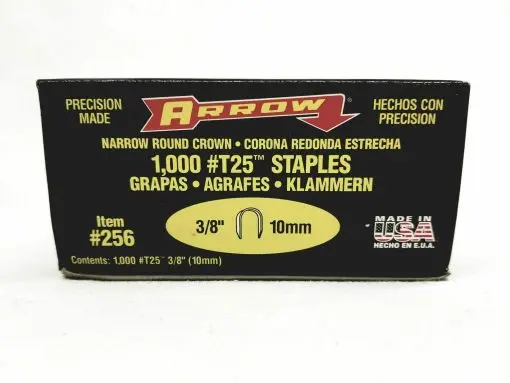 PRECISION MADE
ARROW®
HECHOS CON PRECISION
NARROW ROUND CROWN • CORONA REDONDA ESTRECHA
1,000 #T25™ STAPLES
GRAPAS • AGRAFES • KLAMMERN
Item #256
3/8" 10mm
MADE IN
USA
HECHO EN E.U.A.
Contents: 1,000 #T25™ 3/8" (10mm)